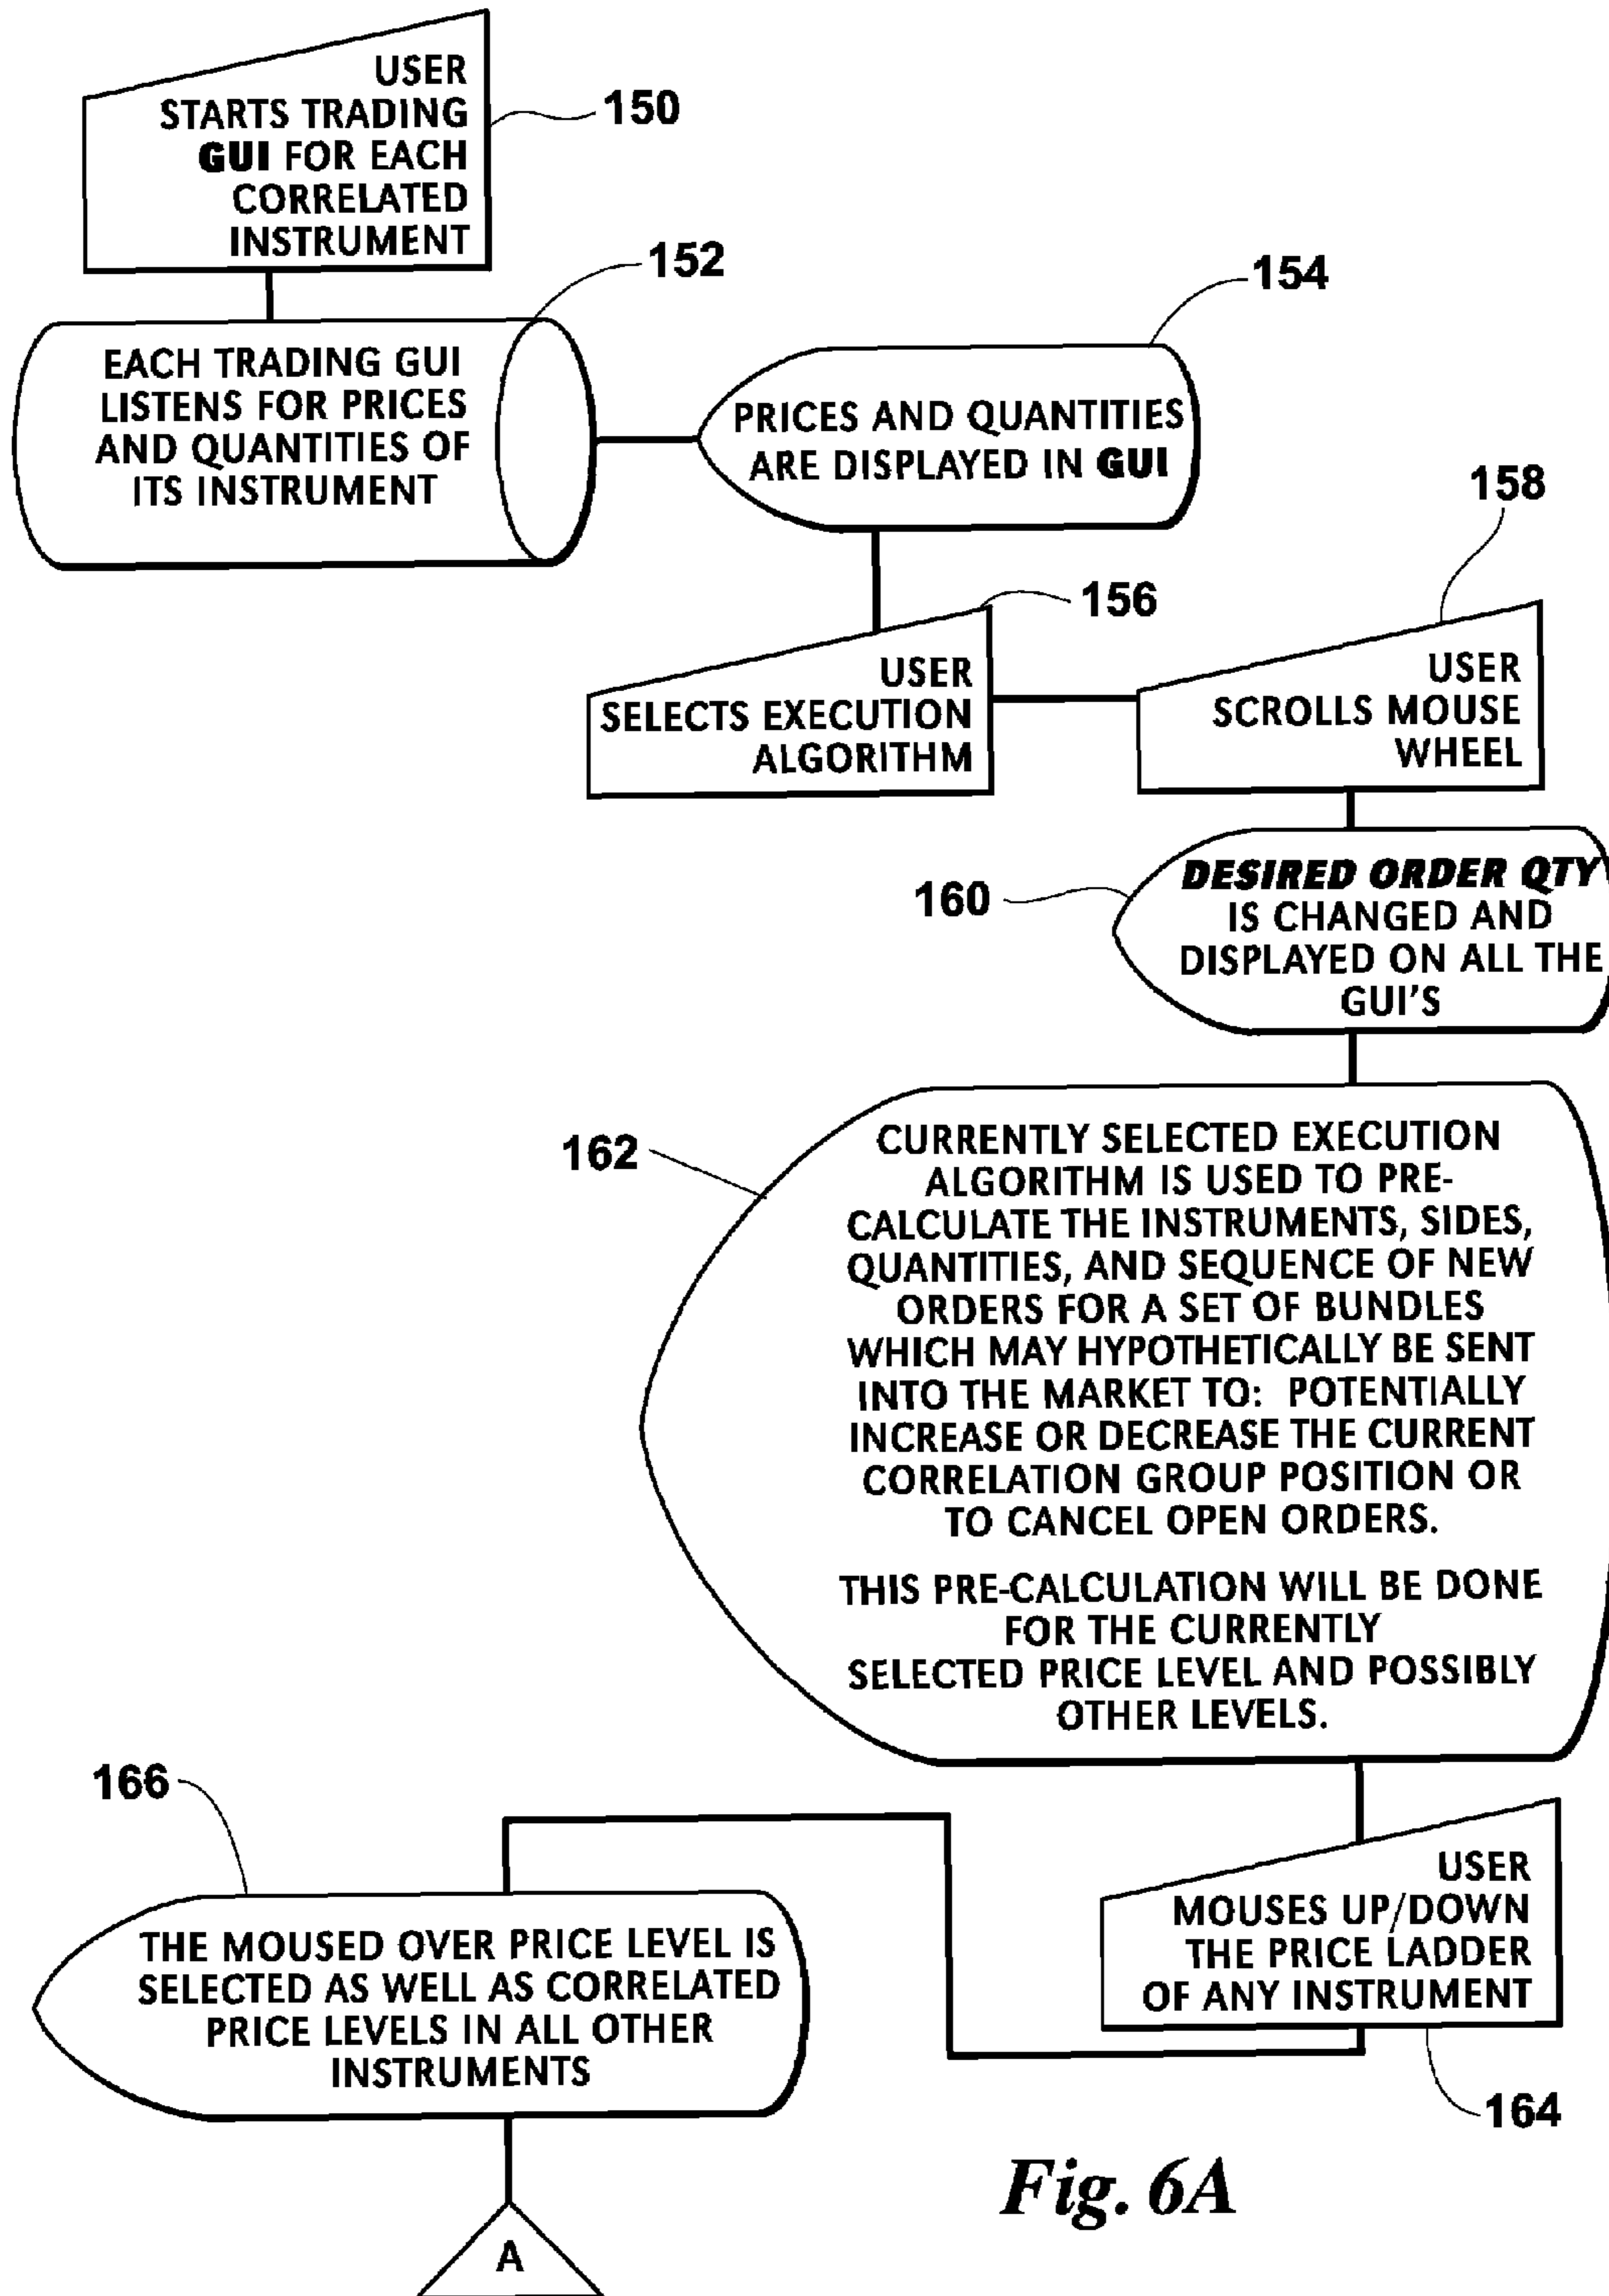 USER
STARTS TRADING
GUI FOR EACH
CORRELATED
INSTRUMENT
150
152
EACH TRADING GUI
LISTENS FOR PRICES
AND QUANTITIES OF
ITS INSTRUMENT
154
PRICES AND QUANTITIES
ARE DISPLAYED IN GUI
156
USER
SELECTS EXECUTION
ALGORITHM
158
USER
SCROLLS MOUSE
WHEEL
160
DESIRED ORDER QTY
IS CHANGED AND
DISPLAYED ON ALL THE
GUI'S
162
CURRENTLY SELECTED EXECUTION
ALGORITHM IS USED TO PRE-
CALCULATE THE INSTRUMENTS, SIDES,
QUANTITIES, AND SEQUENCE OF NEW
ORDERS FOR A SET OF BUNDLES
WHICH MAY HYPOTHETICALLY BE SENT
INTO THE MARKET TO: POTENTIALLY
INCREASE OR DECREASE THE CURRENT
CORRELATION GROUP POSITION OR
TO CANCEL OPEN ORDERS.
THIS PRE-CALCULATION WILL BE DONE
FOR THE CURRENTLY
SELECTED PRICE LEVEL AND POSSIBLY
OTHER LEVELS.
USER
MOUSES UP/DOWN
THE PRICE LADDER
OF ANY INSTRUMENT
164
166
THE MOUSED OVER PRICE LEVEL IS
SELECTED AS WELL AS CORRELATED
PRICE LEVELS IN ALL OTHER
INSTRUMENTS
A
Fig. 6A